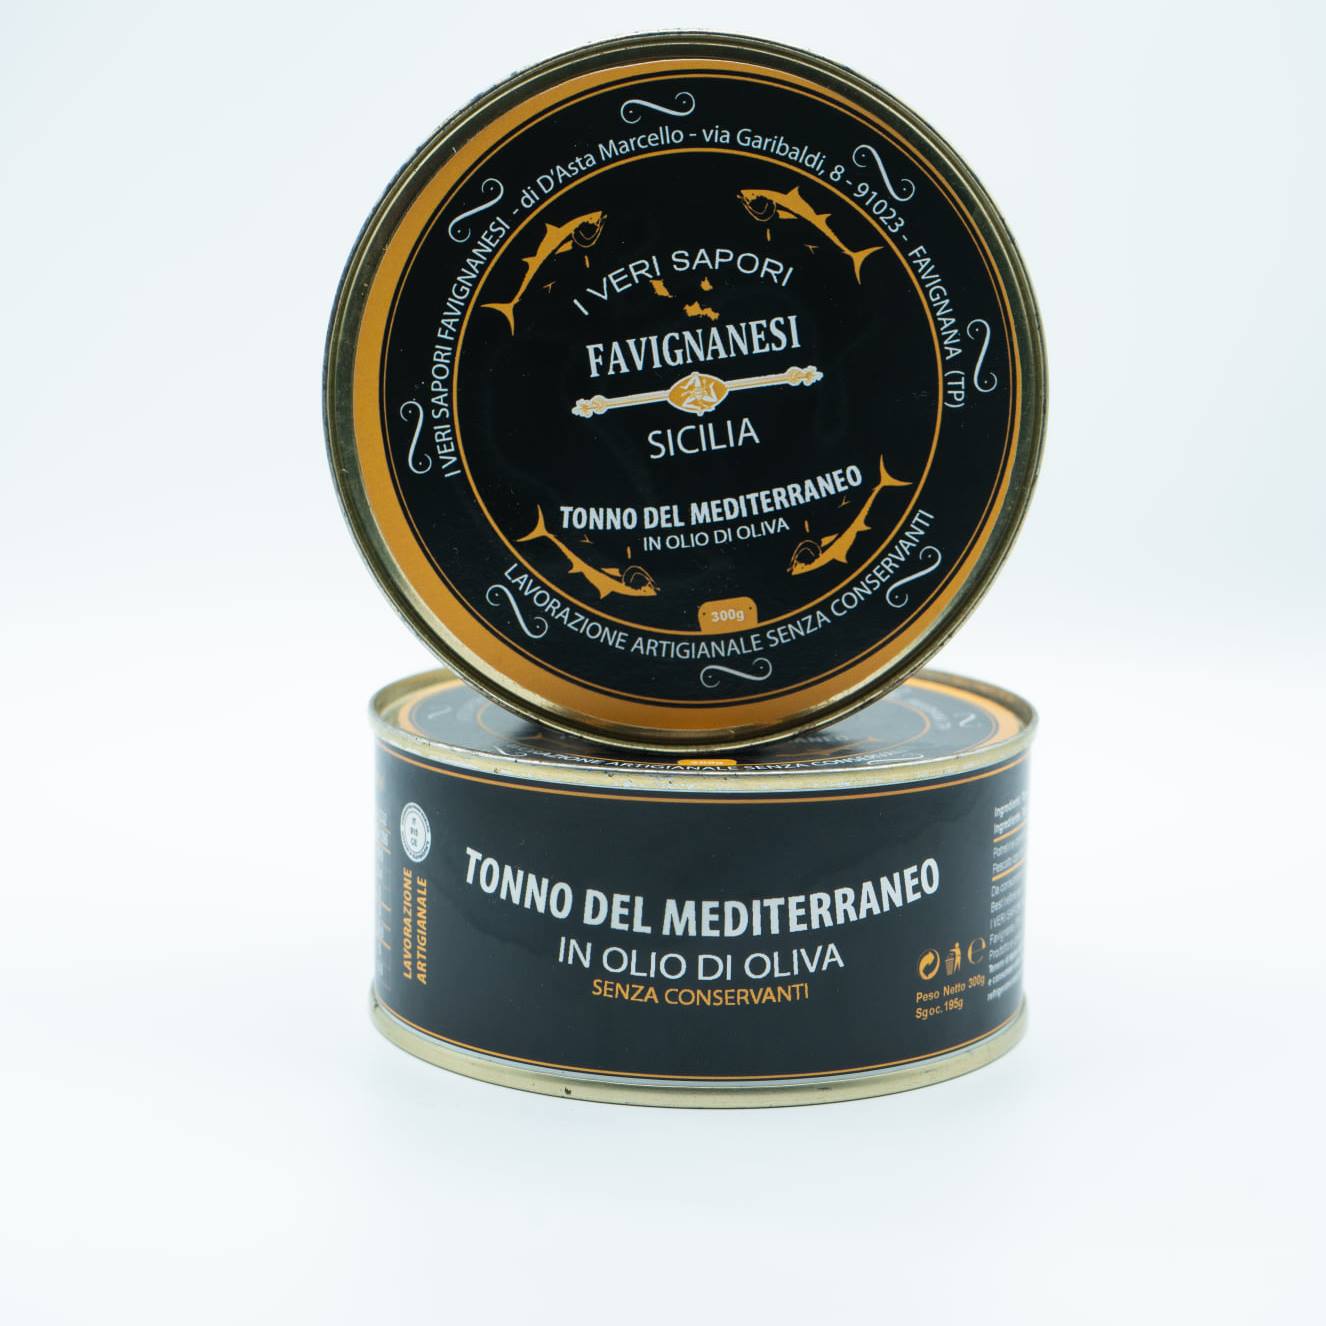 I VERI SAPORI FAVIGNANESI - di D'Asta Marcello - via Garibaldi, 8 - 91023 - FAVIGNANA (TP)
I VERI SAPORI
FAVIGNANESI
SICILIA
TONNO DEL MEDITERRANEO
IN OLIO DI OLIVA
300g
LAVORAZIONE ARTIGIANALE SENZA CONSERVANTI
LAVORAZIONE
ARTIGIANALE
TONNO DEL MEDITERRANEO
IN OLIO DI OLIVA
SENZA CONSERVANTI
Peso Netto 300g
Sgoc. 195g